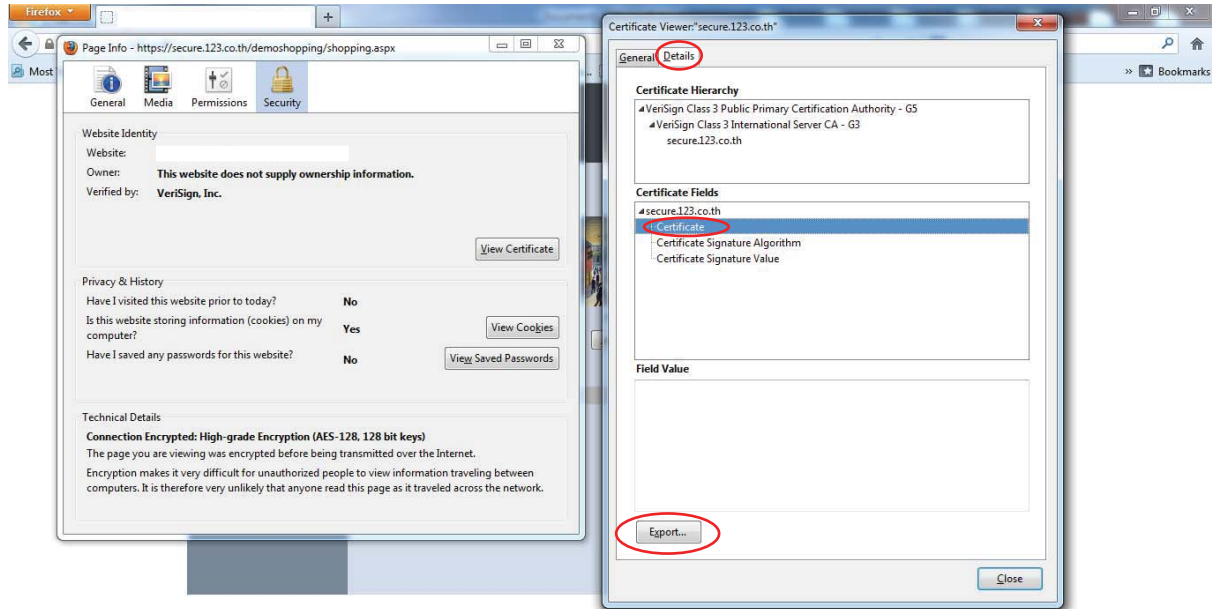 Firefox
Most
» Bookmarks
Page Info - https://secure.123.co.th/demoshopping/shopping.aspx
General Media Permissions Security
Website Identity
Website:
Owner: This website does not supply ownership information.
Verified by: VeriSign, Inc.
View Certificate
Privacy & History
Have I visited this website prior to today? No
Is this website storing information (cookies) on my computer? Yes
View Cookies
Have I saved any passwords for this website? No
View Saved Passwords
Technical Details
Connection Encrypted: High-grade Encryption (AES-128, 128 bit keys)
The page you are viewing was encrypted before being transmitted over the Internet.
Encryption makes it very difficult for unauthorized people to view information traveling between
computers. It is therefore very unlikely that anyone read this page as it traveled across the network.
Certificate Viewer:"secure.123.co.th"
General Details
Certificate Hierarchy
VeriSign Class 3 Public Primary Certification Authority - G5
VeriSign Class 3 International Server CA - G3
secure.123.co.th
Certificate Fields
secure.123.co.th
Certificate
Certificate Signature Algorithm
Certificate Signature Value
Field Value
Export...
Close